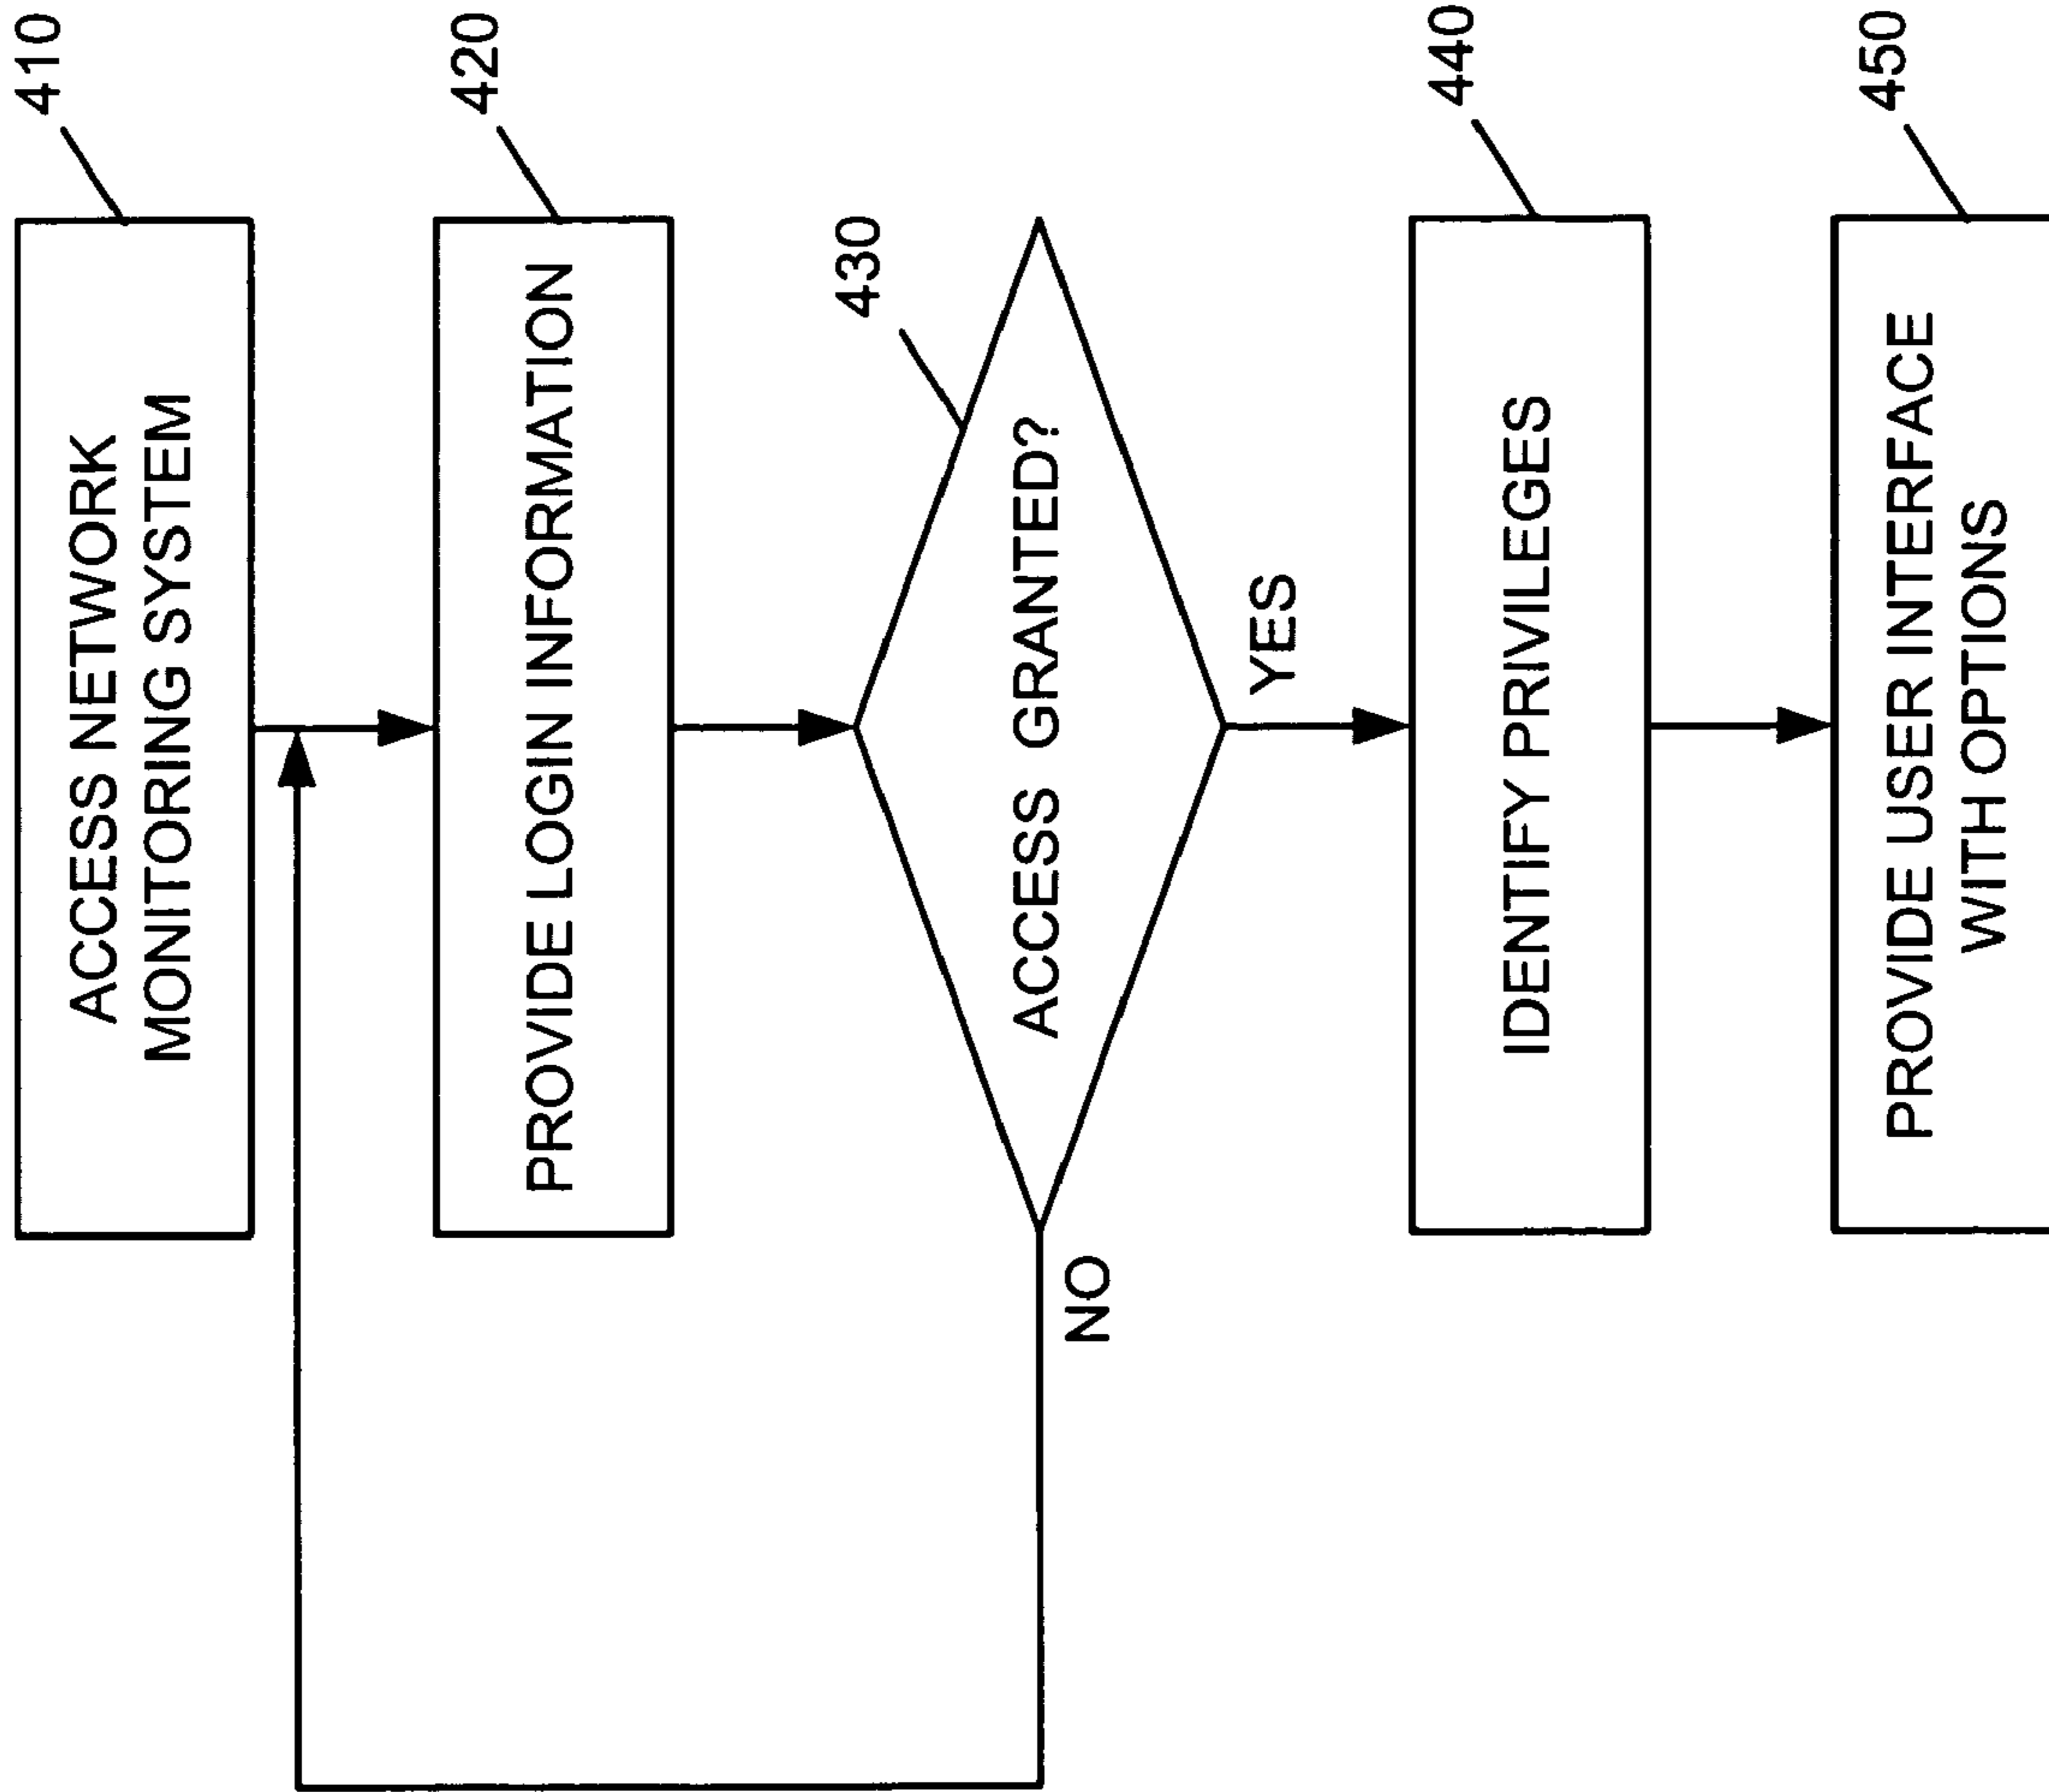 410
ACCESS NETWORK
MONITORING SYSTEM
420
PROVIDE LOGIN INFORMATION
430
ACCESS GRANTED?
NO
YES
440
IDENTIFY PRIVILEGES
450
PROVIDE USER INTERFACE
WITH OPTIONS